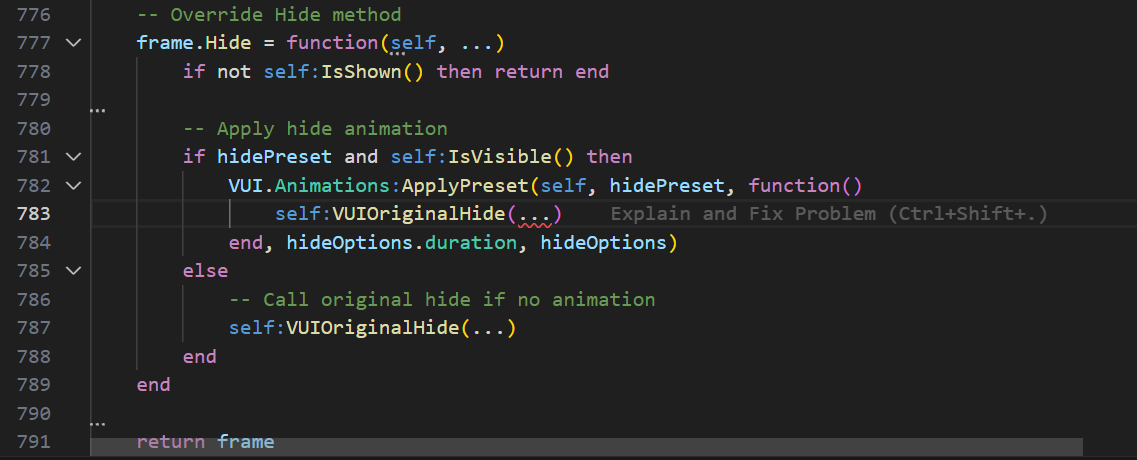 776 -- Override Hide method
777 frame.Hide = function(self, ...)
778 if not self:IsShown() then return end
779
780 -- Apply hide animation
781 if hidePreset and self:IsVisible() then
782 VUI.Animations:ApplyPreset(self, hidePreset, function()
783 self:VUIOriginalHide(...) Explain and Fix Problem (Ctrl+Shift+.)
784 end, hideOptions.duration, hideOptions)
785 else
786 -- Call original hide if no animation
787 self:VUIOriginalHide(...)
788 end
789 end
790
791 return frame